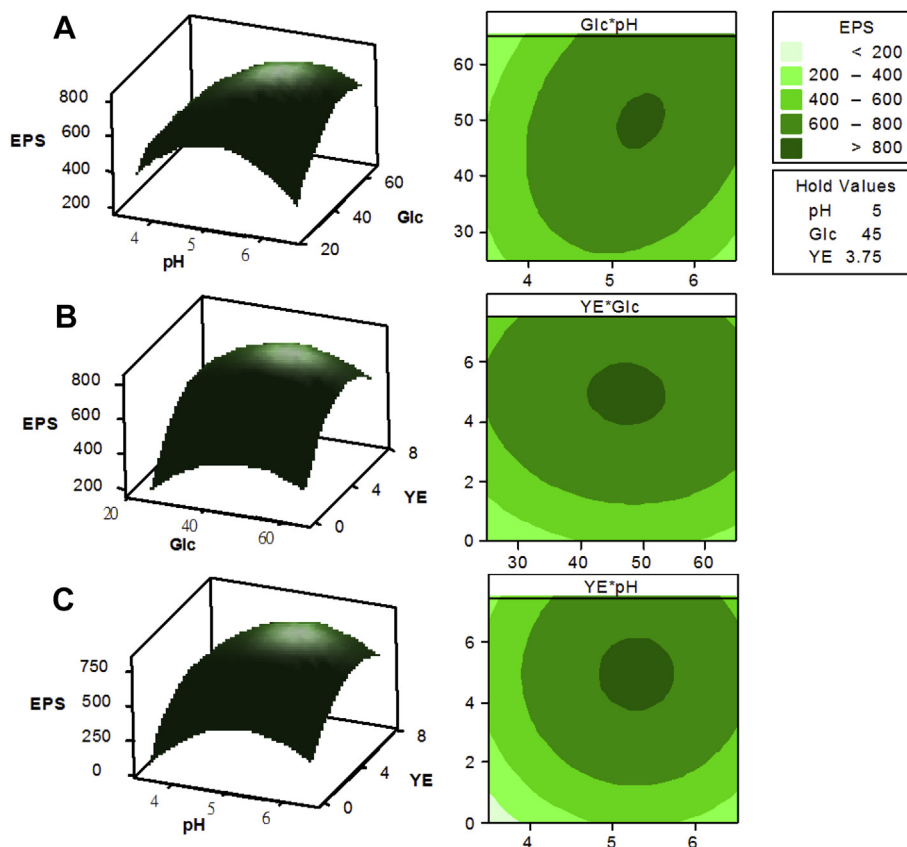 A
800
600
EPS
400
200
4
5
6
pH
20
40
60
Glc
Glc*pH
60
50
40
30
4
5
6
EPS
< 200
200 – 400
400 – 600
600 – 800
> 800
Hold Values
pH 5
Glc 45
YE 3.75
B
800
600
EPS
400
200
20
40
60
Glc
0
4
8
YE
YE*Glc
6
4
2
0
30
40
50
60
C
750
500
EPS
250
0
4
5
6
pH
0
4
8
YE
YE*pH
6
4
2
0
4
5
6